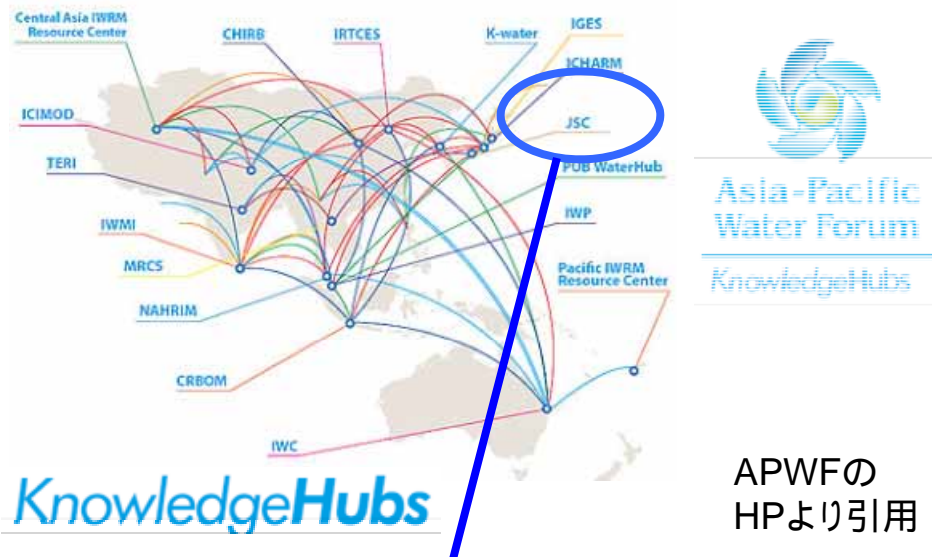 Central Asia IWRM
Resource Center
CHIRB
IRTCES
K-water
IGES
ICHARM
ICIMOD
JSC
TERI
PUB WaterHub
IWMI
IWP
MRCS
Pacific IWRM
Resource Center
NAHRIM
CRBOM
IWC
KnowledgeHubs
Asia-Pacific
Water Forum
KnowledgeHubs
APWFの
HPより引用